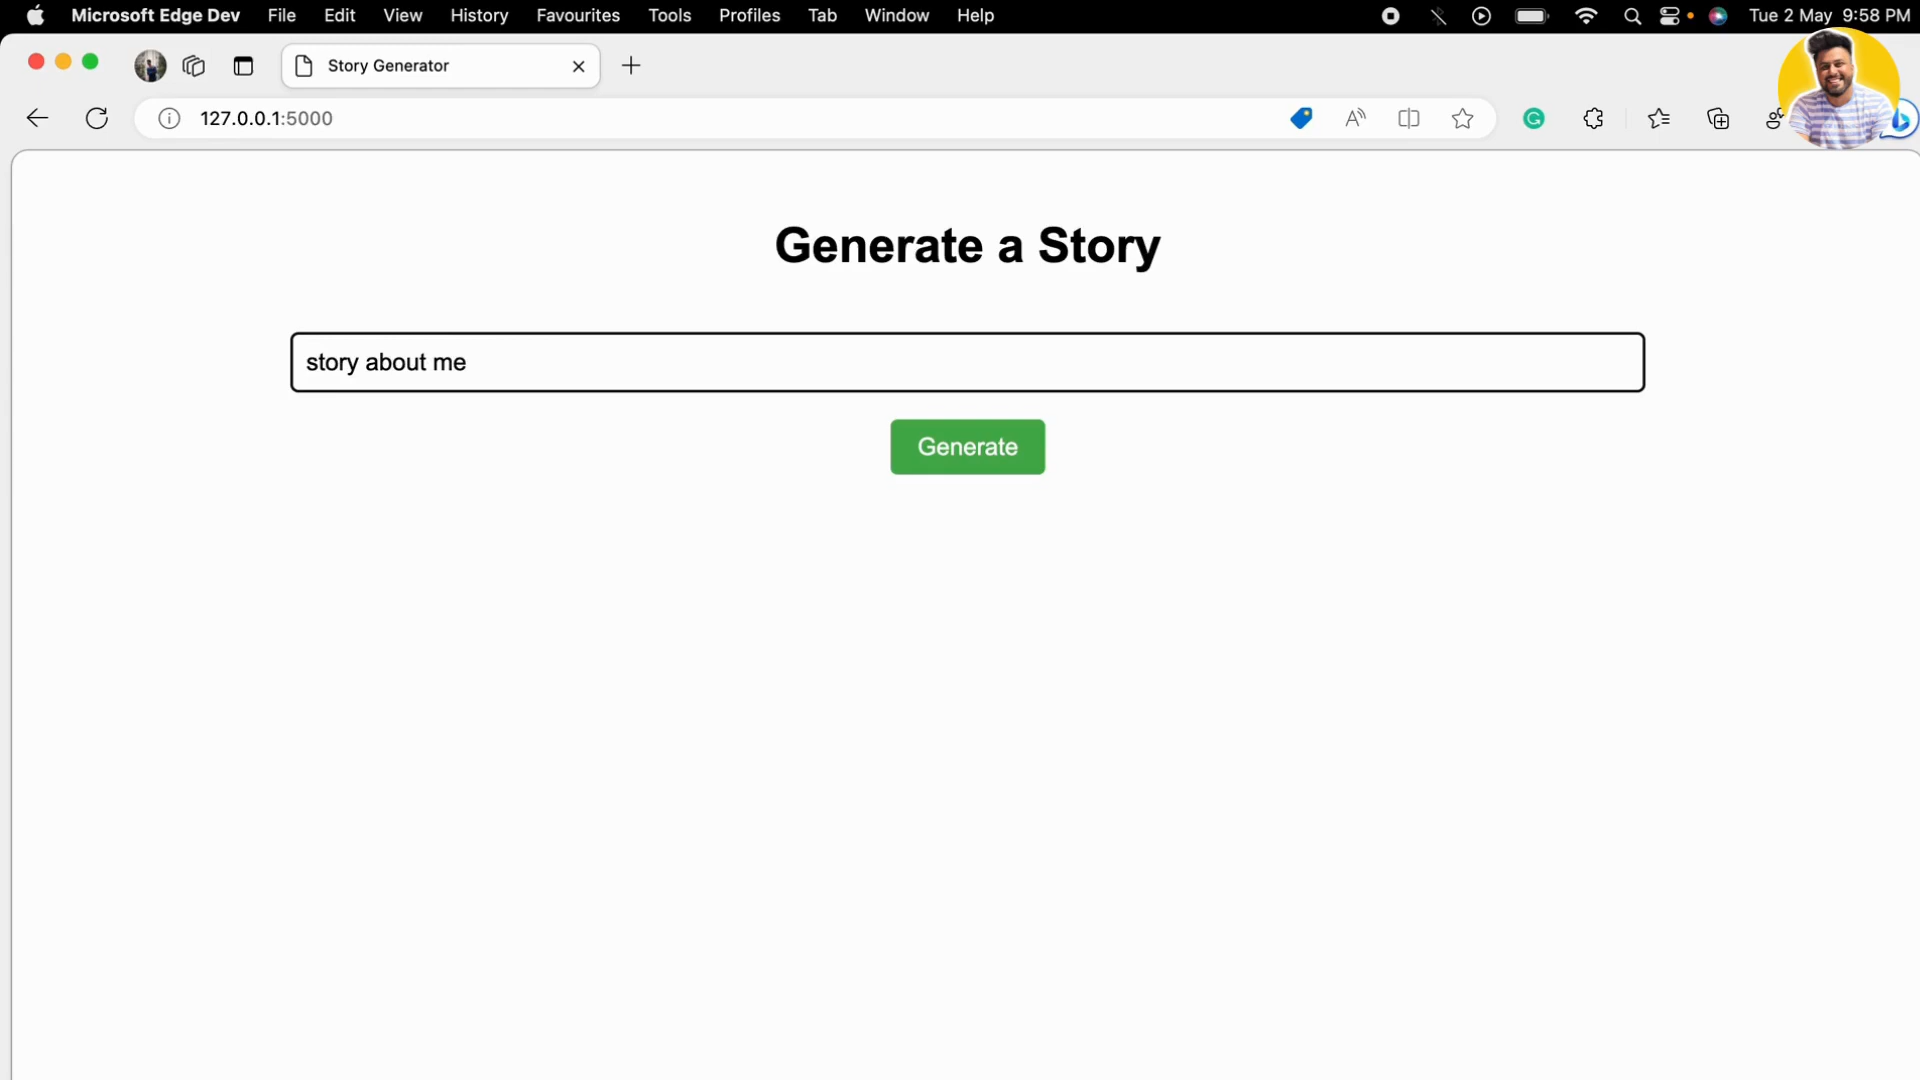 Microsoft Edge Dev File Edit View History Favourites Tools Profiles Tab Window Help Tue 2 May 9:58 PM
Story Generator
127.0.0.1:5000
Generate a Story
story about me
Generate